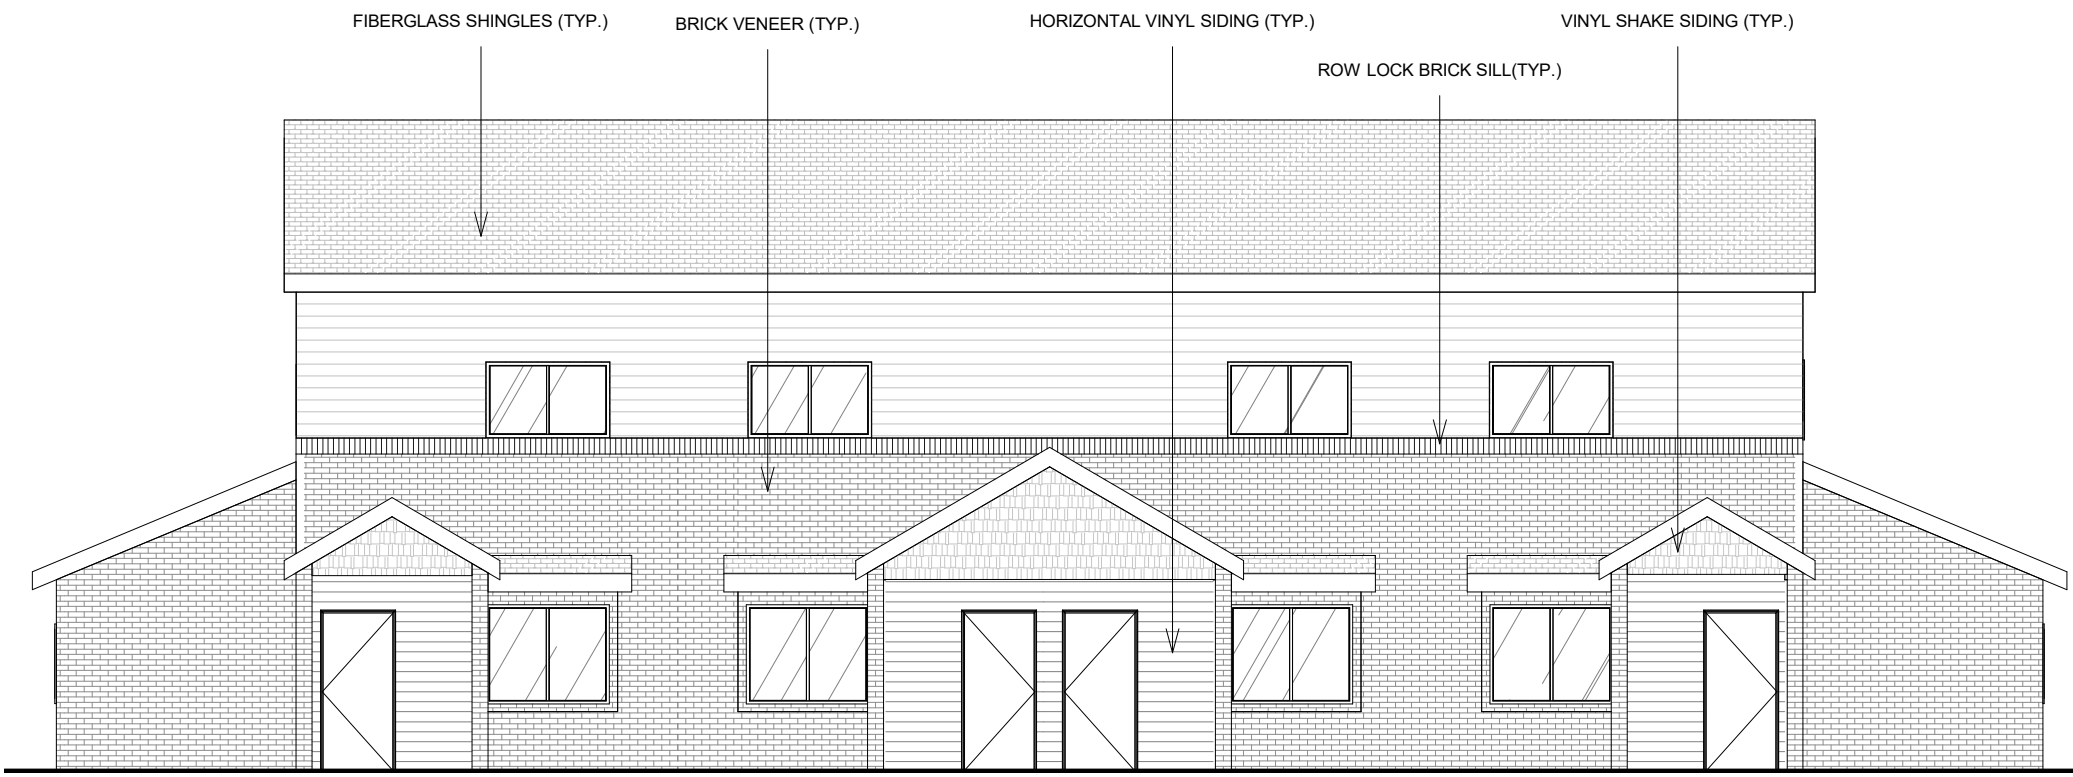 FIBERGLASS SHINGLES (TYP.)
BRICK VENEER (TYP.)
HORIZONTAL VINYL SIDING (TYP.)
VINYL SHAKE SIDING (TYP.)
ROW LOCK BRICK SILL(TYP.)